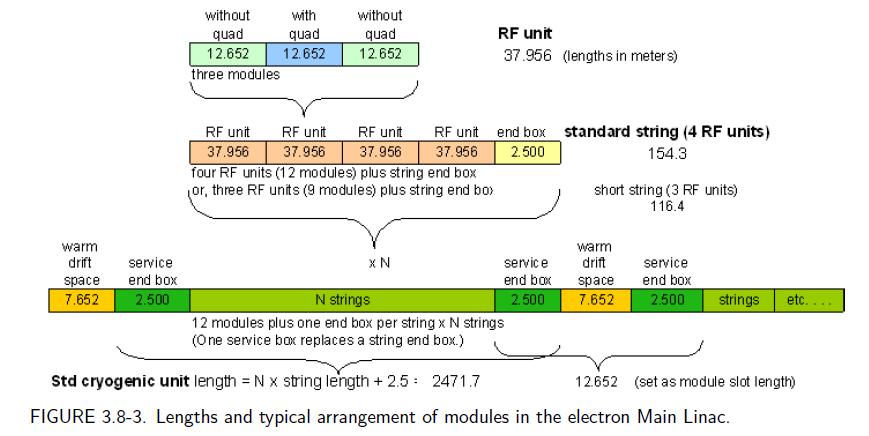 without with without
quad quad quad RF unit
12.652 12.652 12.652 37.956 (lengths in meters)
three modules
RF unit RF unit RF unit RF unit end box standard string (4 RF units)
37.956 37.956 37.956 37.956 2.500 154.3
four RF units (12 modules) plus string end box
or, three RF units (9 modules) plus string end box short string (3 RF units)
116.4
warm warm
drift service x N service drift service
space end box end box space end box
7.652 2.500 N strings 2.500 7.652 2.500 strings etc. . . .
12 modules plus one end box per string x N strings
(One service box replaces a string end box.)
Std cryogenic unit length = N x string length + 2.5 : 2471.7 12.652 (set as module slot length)
FIGURE 3.8-3. Lengths and typical arrangement of modules in the electron Main Linac.